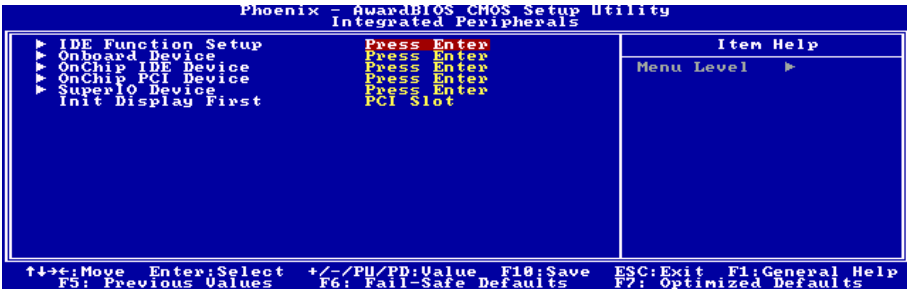 Phoenix - AwardBIOS CMOS Setup Utility
Integrated Peripherals
► IDE Function Setup Press Enter
► Onboard Device Press Enter
► OnChip IDE Device Press Enter
► OnChip PCI Device Press Enter
► SuperIO Device Press Enter
Init Display First PCI Slot
Item Help
Menu Level ►
↑↓→←:Move Enter:Select +/-/PU/PD:Value F10:Save ESC:Exit F1:General Help
F5: Previous Values F6: Fail-Safe Defaults F7: Optimized Defaults